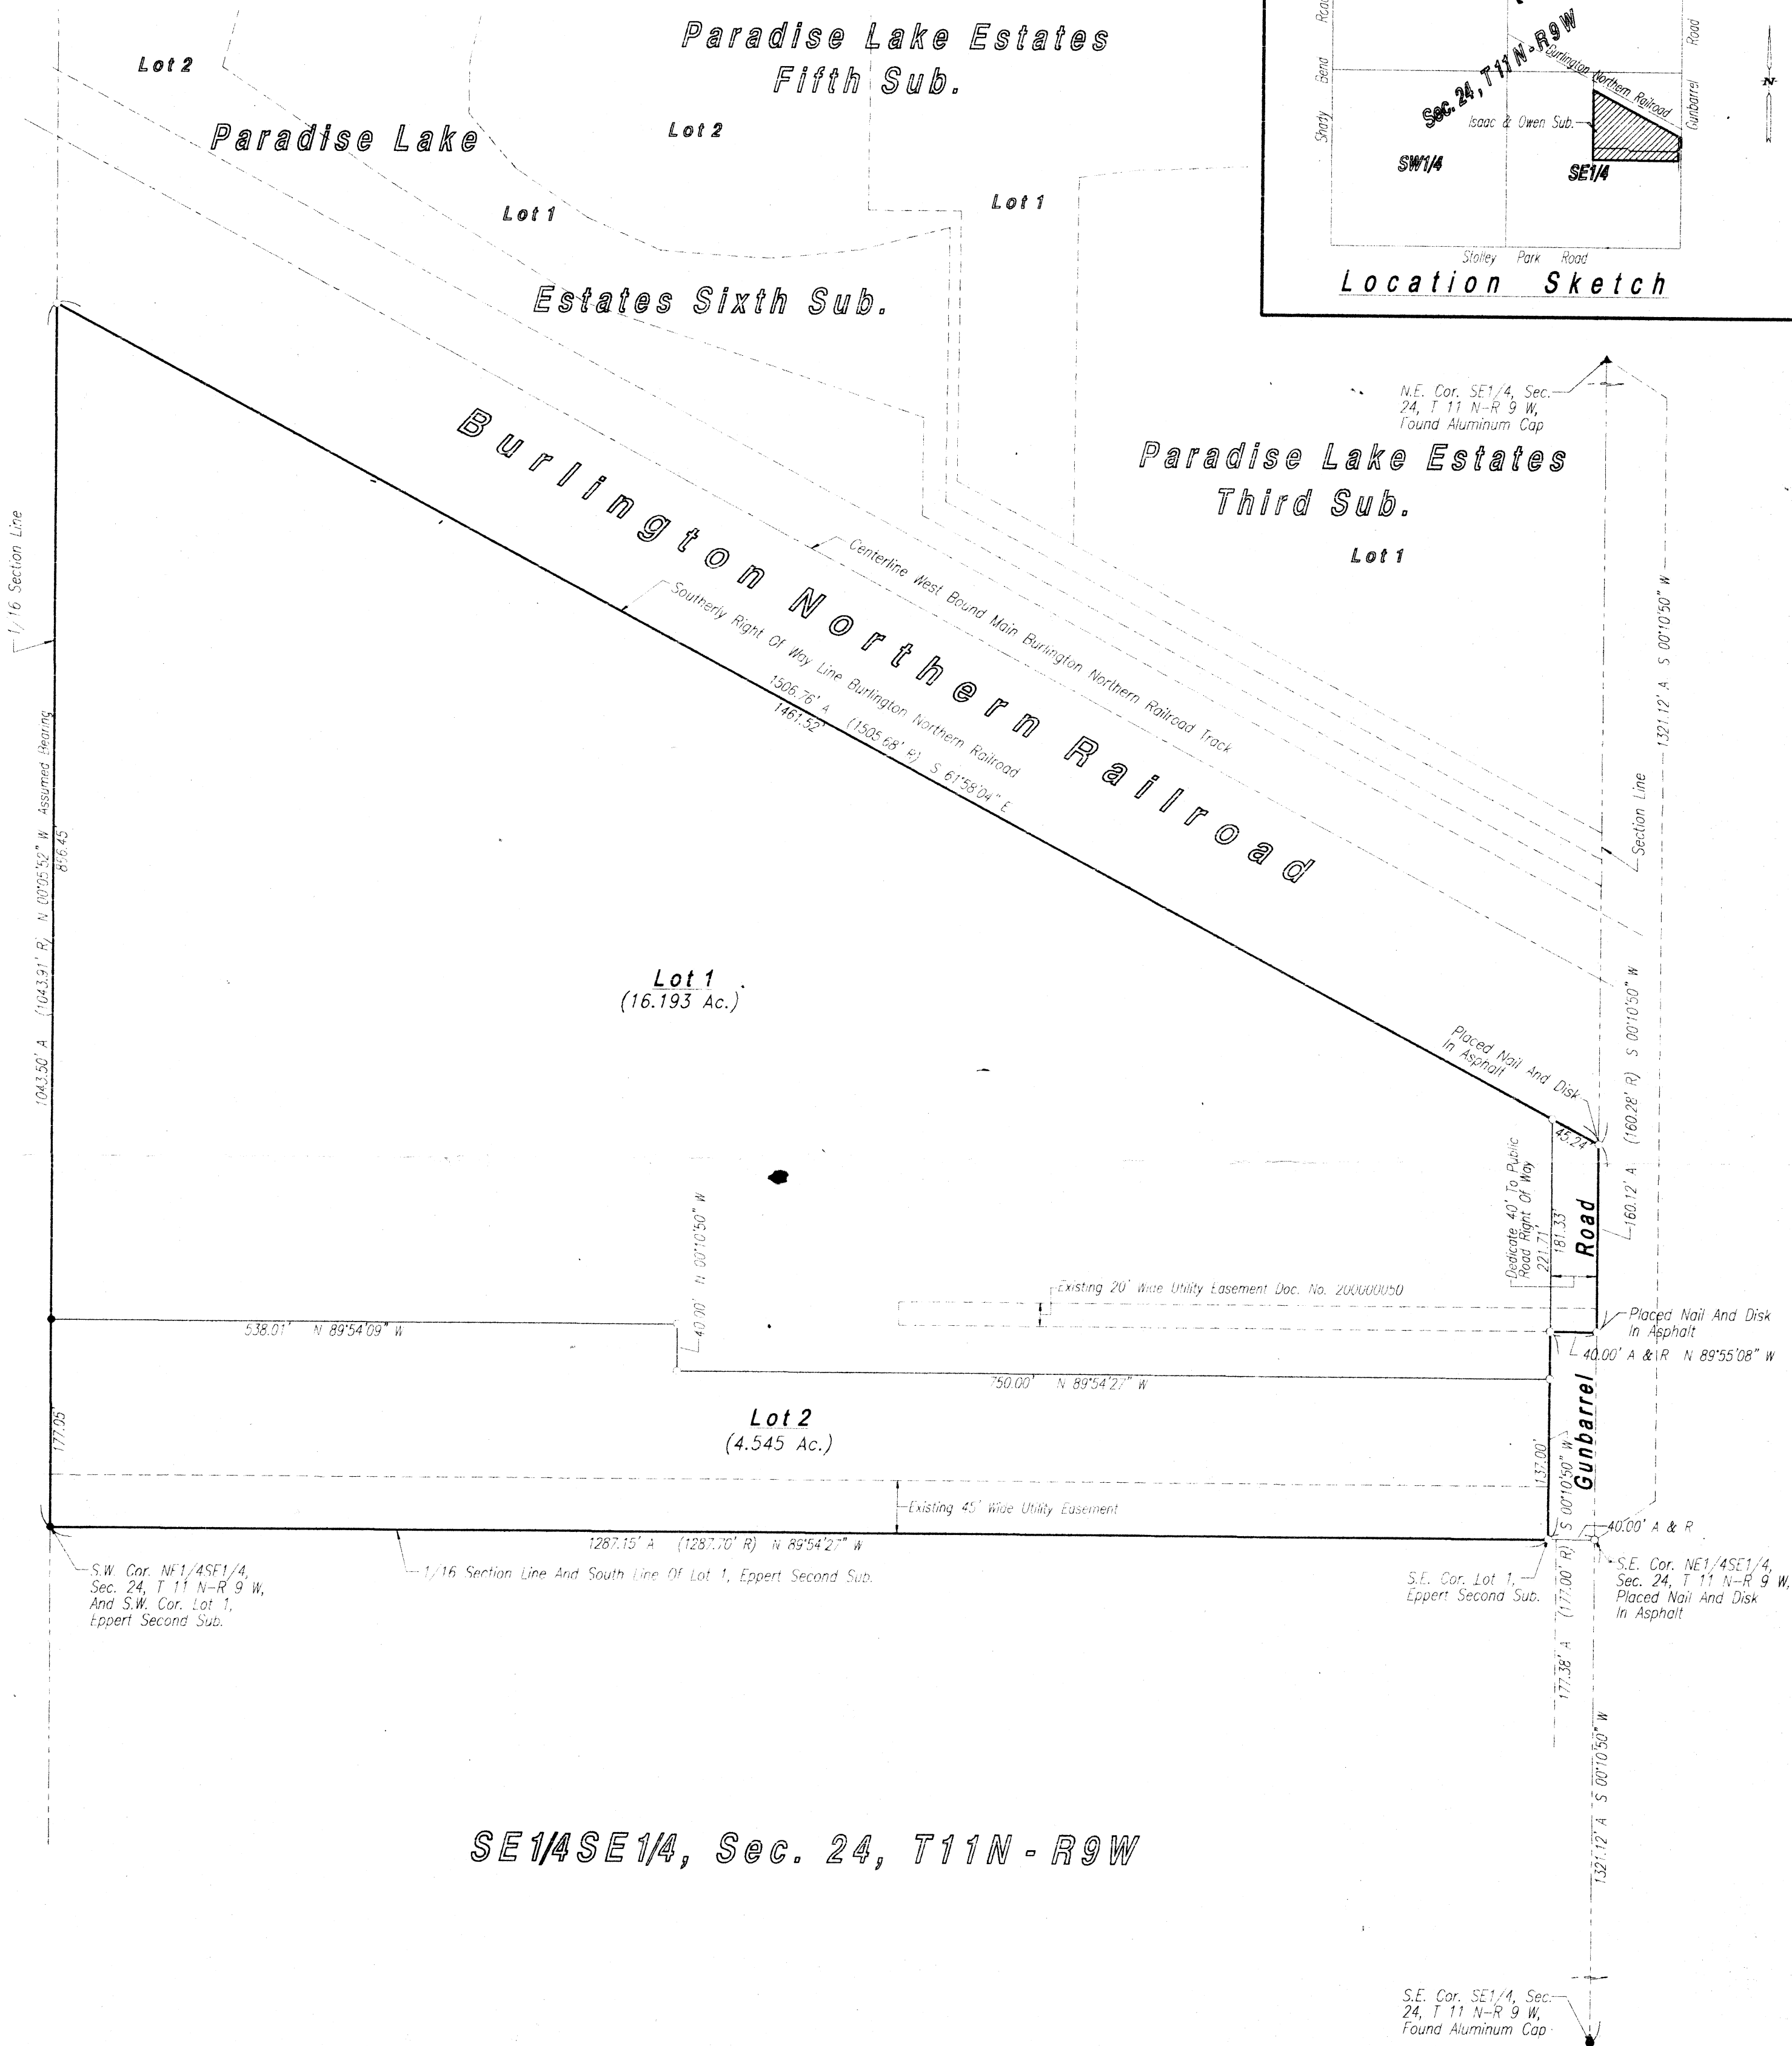 Paradise Lake Estates
Fifth Sub.
Lot 2
Lot 2
Paradise Lake
Lot 1
Lot 1
Estates Sixth Sub.
Shady Bend Road
Sec. 24, T11N-R9W
Burlington Northern Railroad
Gunbarrel Road
N
Isaac & Owen Sub.
SW1/4
SE1/4
Stolley Park Road
Location Sketch
N.E. Cor. SE1/4, Sec.
24, T 11 N-R 9 W,
Found Aluminum Cap
Paradise Lake Estates
Third Sub.
Lot 1
Burlington Northern Railroad
Centerline West Bound Main Burlington Northern Railroad Track
Southerly Right Of Way Line Burlington Northern Railroad
1506.76' A (1505.68' R) S 61°58'04" E
1461.52'
1/16 Section Line
1043.50' A (1043.91' R) N 00°05'52" W Assumed Bearing
866.45'
1321.12' A S 00°10'50" W
Section Line
Lot 1
(16.193 Ac.)
Placed Nail And Disk
In Asphalt
45.24'
160.12' A (160.28' R) S 00°10'50" W
Dedicate 40' To Public
Road Right Of Way
221.71'
181.33'
Gunbarrel Road
40.00' N 00°10'50" W
Existing 20' Wide Utility Easement Doc. No. 200000050
Placed Nail And Disk
In Asphalt
40.00' A & R N 89°55'08" W
538.01' N 89°54'09" W
750.00' N 89°54'27" W
Lot 2
(4.545 Ac.)
177.05'
137.00'
177.38' A (177.00' R) S 00°10'50" W
Existing 45' Wide Utility Easement
40.00' A & R
1287.15' A (1287.70' R) N 89°54'27" W
1/16 Section Line And South Line Of Lot 1, Eppert Second Sub.
S.W. Cor. NE1/4SE1/4,
Sec. 24, T 11 N-R 9 W,
And S.W. Cor. Lot 1,
Eppert Second Sub.
S.E. Cor. Lot 1,
Eppert Second Sub.
S.E. Cor. NE1/4SE1/4,
Sec. 24, T 11 N-R 9 W,
Placed Nail And Disk
In Asphalt
1321.12' A S 00°10'50" W
SE1/4SE1/4, Sec. 24, T11N-R9W
S.E. Cor. SE1/4, Sec.
24, T 11 N-R 9 W,
Found Aluminum Cap